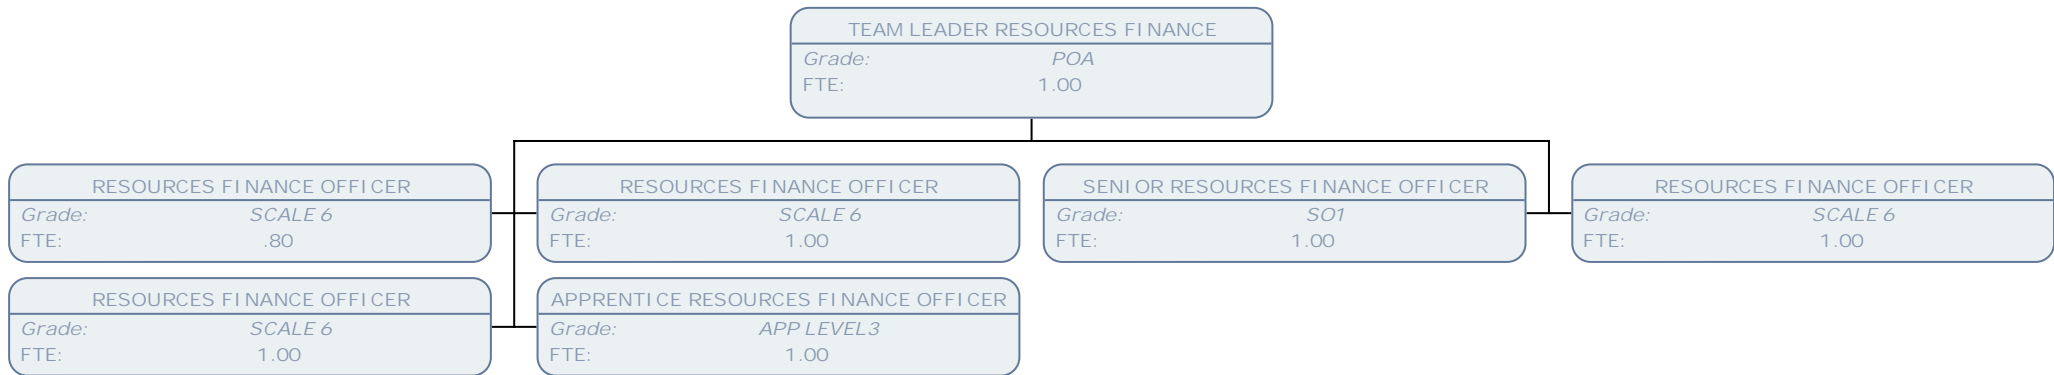 TEAM LEADER RESOURCES FINANCE
Grade: POA
FTE: 1.00
RESOURCES FINANCE OFFICER
Grade: SCALE 6
FTE: .80
RESOURCES FINANCE OFFICER
Grade: SCALE 6
FTE: 1.00
SENIOR RESOURCES FINANCE OFFICER
Grade: SO1
FTE: 1.00
RESOURCES FINANCE OFFICER
Grade: SCALE 6
FTE: 1.00
RESOURCES FINANCE OFFICER
Grade: SCALE 6
FTE: 1.00
APPRENTICE RESOURCES FINANCE OFFICER
Grade: APP LEVEL3
FTE: 1.00